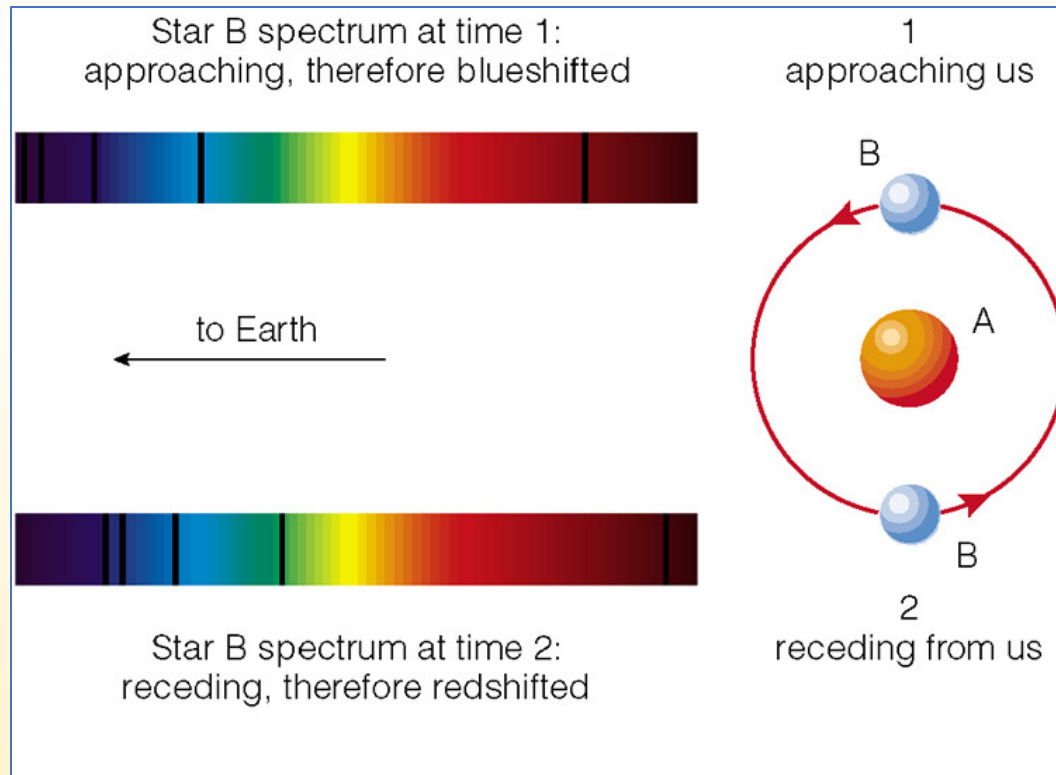 Star B spectrum at time 1:
approaching, therefore blueshifted
1
approaching us
B
to Earth
A
B
2
receding from us
Star B spectrum at time 2:
receding, therefore redshifted